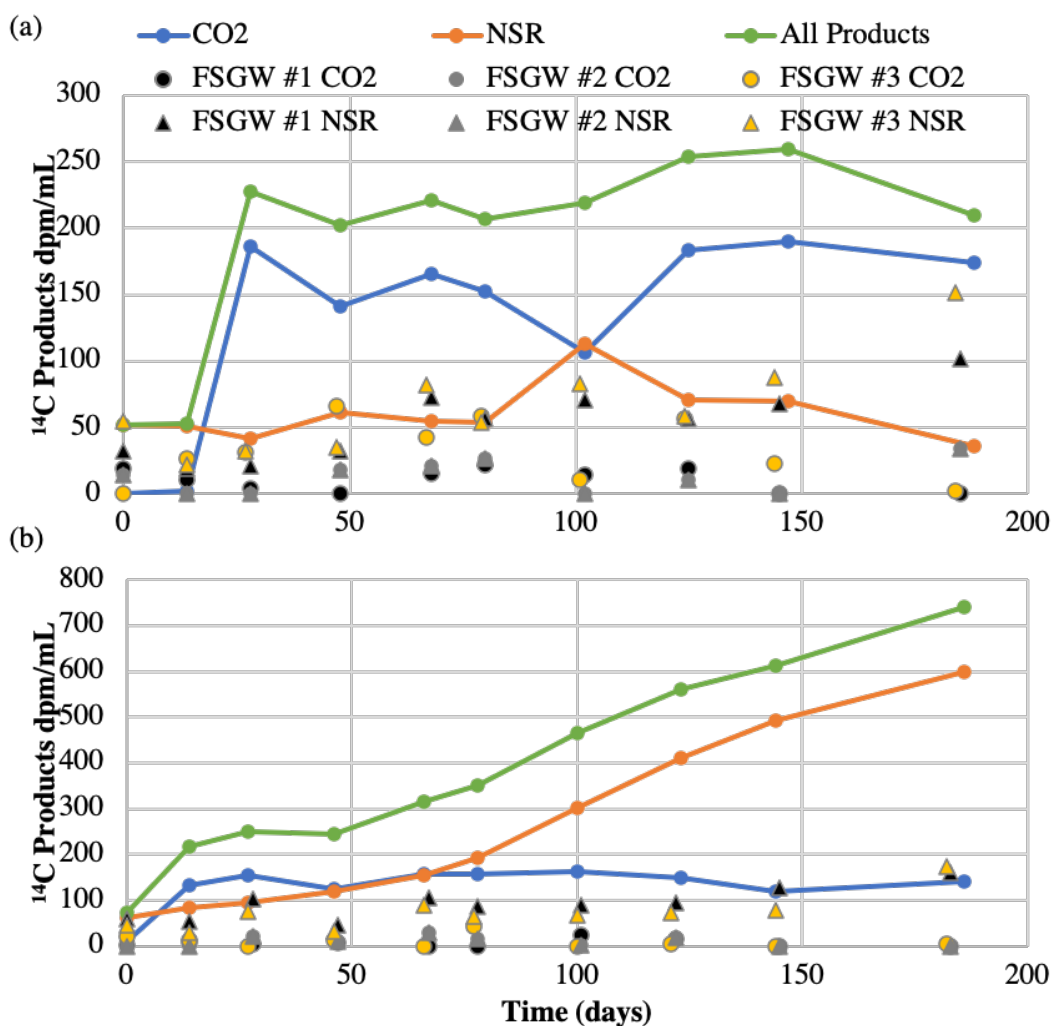 (a)
CO2 NSR All Products
FSGW #1 CO2 FSGW #2 CO2 FSGW #3 CO2
FSGW #1 NSR FSGW #2 NSR FSGW #3 NSR
¹⁴C Products dpm/mL
300
250
200
150
100
50
0
0 50 100 150 200
(b)
¹⁴C Products dpm/mL
800
700
600
500
400
300
200
100
0
0 50 100 150 200
Time (days)